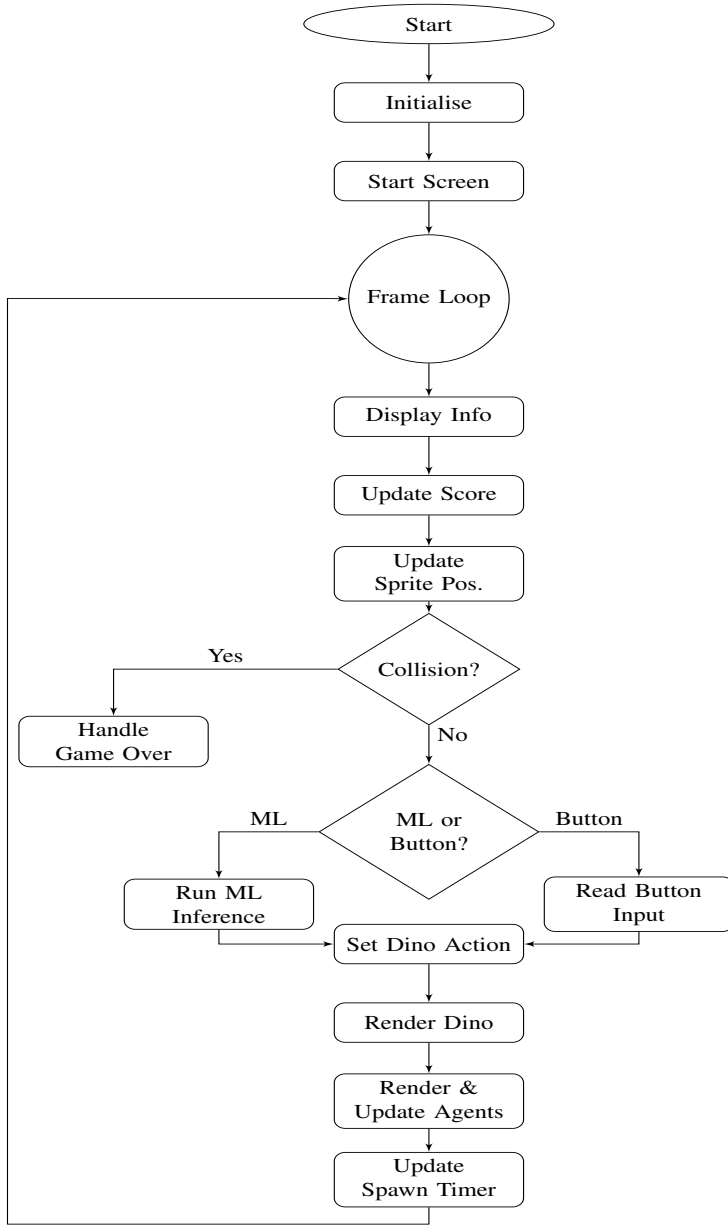 Start
Initialise
Start Screen
Frame Loop
Display Info
Update Score
Update
Sprite Pos.
Collision?
Yes
Handle
Game Over
No
ML or
Button?
ML
Button
Run ML
Inference
Read Button
Input
Set Dino Action
Render Dino
Render &
Update Agents
Update
Spawn Timer